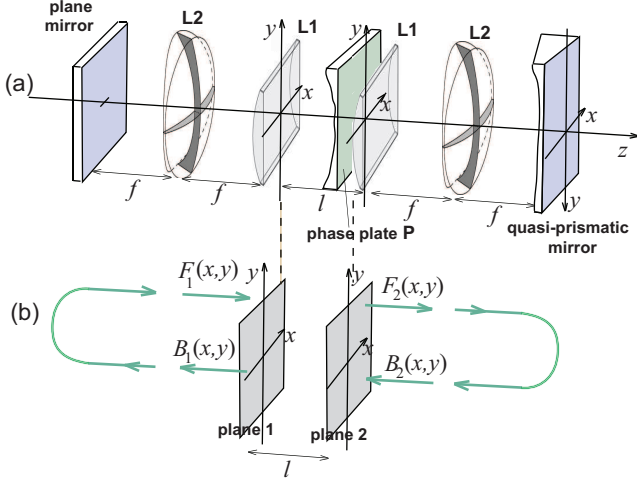 plane
mirror
L2
L1
y
L1
y
L2
(a)
x
x
x
z
f
f
l
f
f
y
phase plate P
quasi-prismatic
mirror
F₁(x,y)
y
y
F₂(x,y)
(b)
B₁(x,y)
x
x
B₂(x,y)
plane 1
plane 2
l